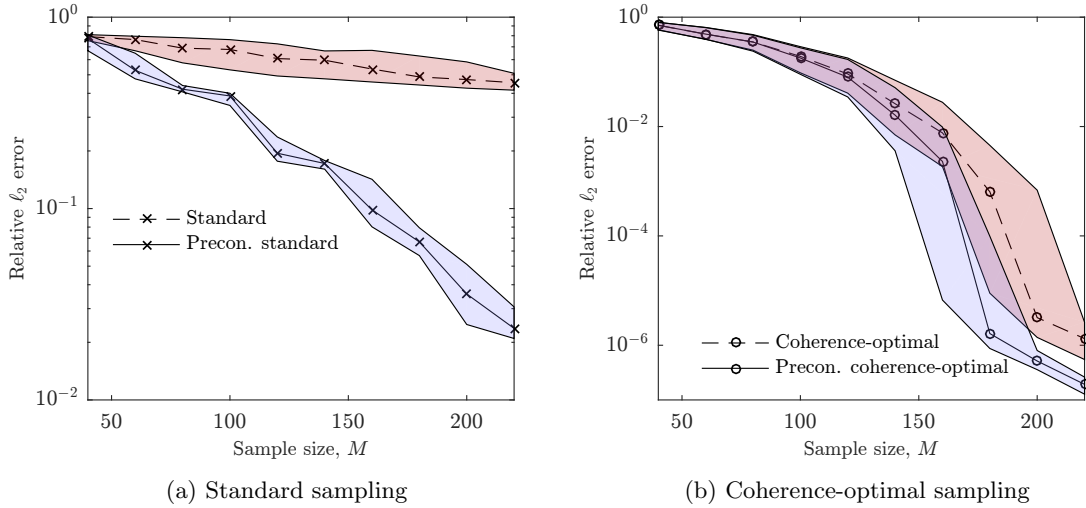 10^0
10^{-1}
10^{-2}
Relative ℓ_2 error
50 100 150 200
Sample size, M
Standard
Precon. standard
(a) Standard sampling
10^0
10^{-2}
10^{-4}
10^{-6}
Relative ℓ_2 error
50 100 150 200
Sample size, M
Coherence-optimal
Precon. coherence-optimal
(b) Coherence-optimal sampling